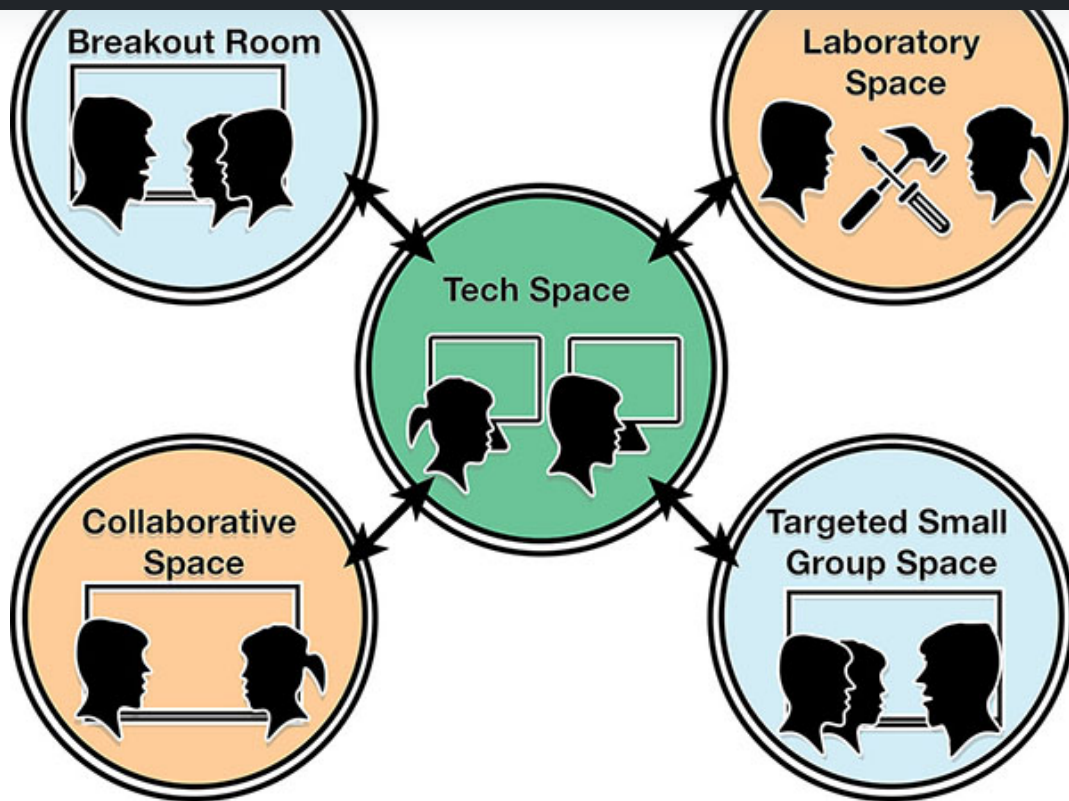 Breakout Room
Laboratory
Space
Tech Space
Collaborative
Space
Targeted Small
Group Space